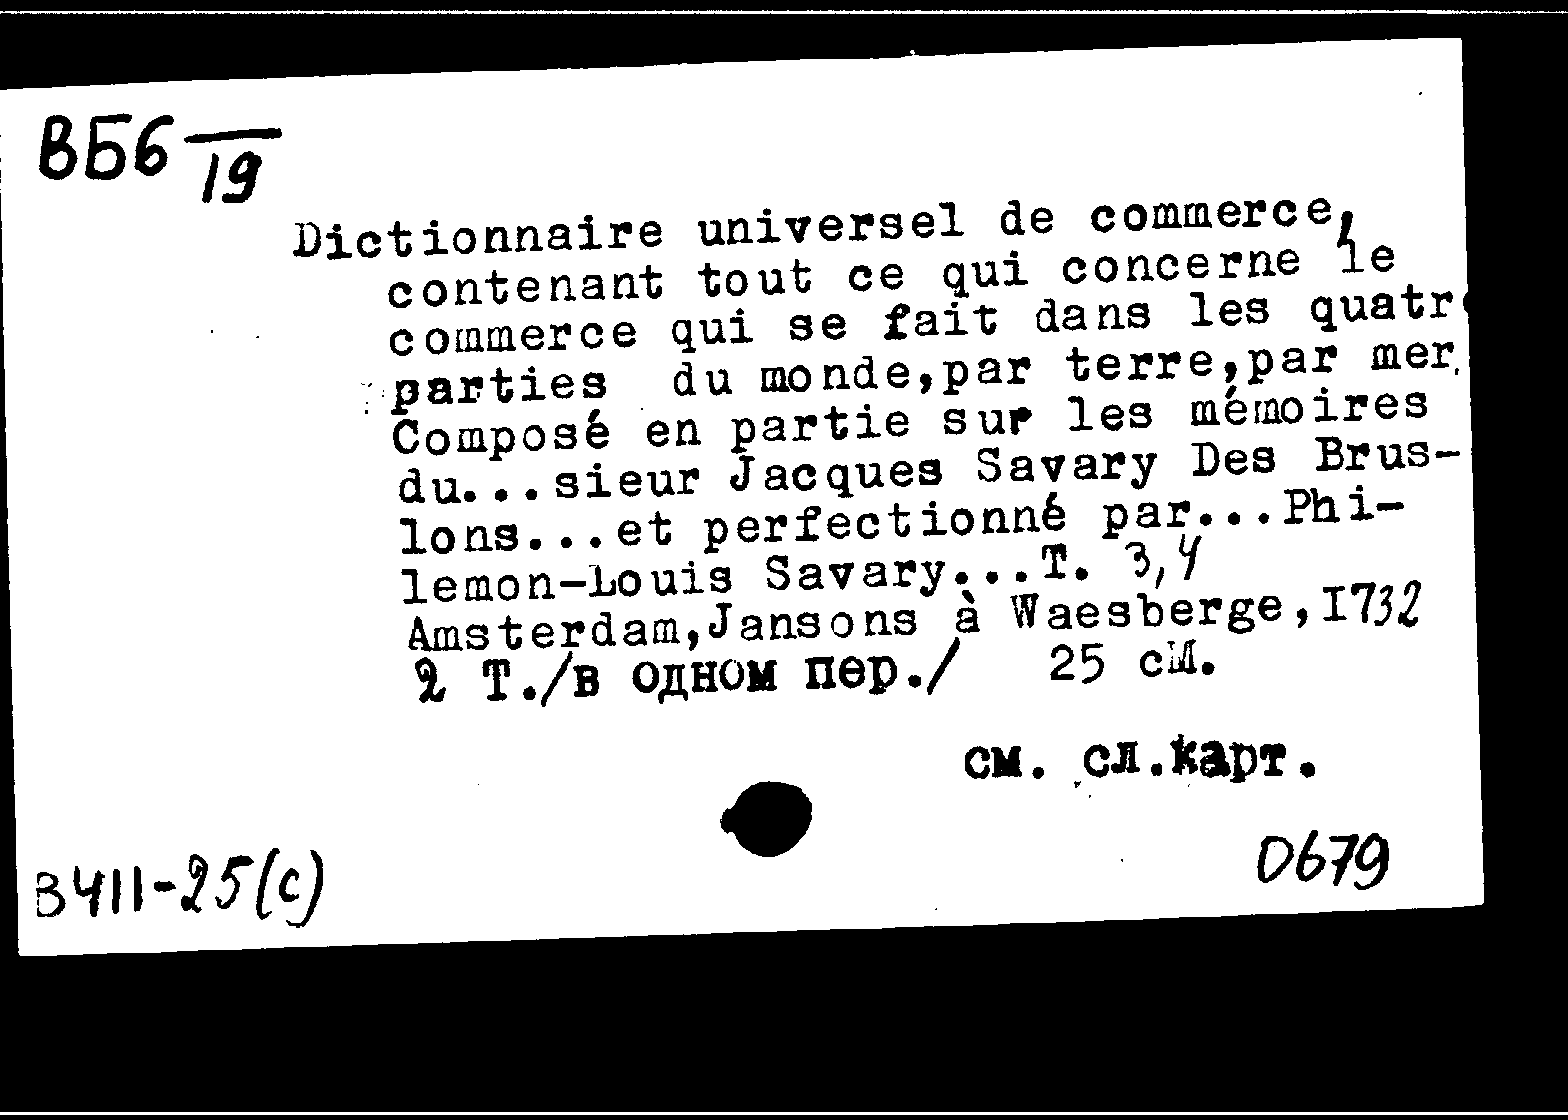 ВБ6 19
Dictionnaire universel de commerce,
contenant tout ce qui concerne le
commerce qui se fait dans les quatre
parties du monde,par terre,par mer.
Composé en partie sur les mémoires
du...sieur Jacques Savary Des Brus-
lons...et perfectionné par...Phi-
lemon-Louis Savary...T. 3,4
Amsterdam,Jansons à Waesberge,I732
2 Т./в одном пер./ 25 см.
см. сл.карт.
0679
В4II-25(с)